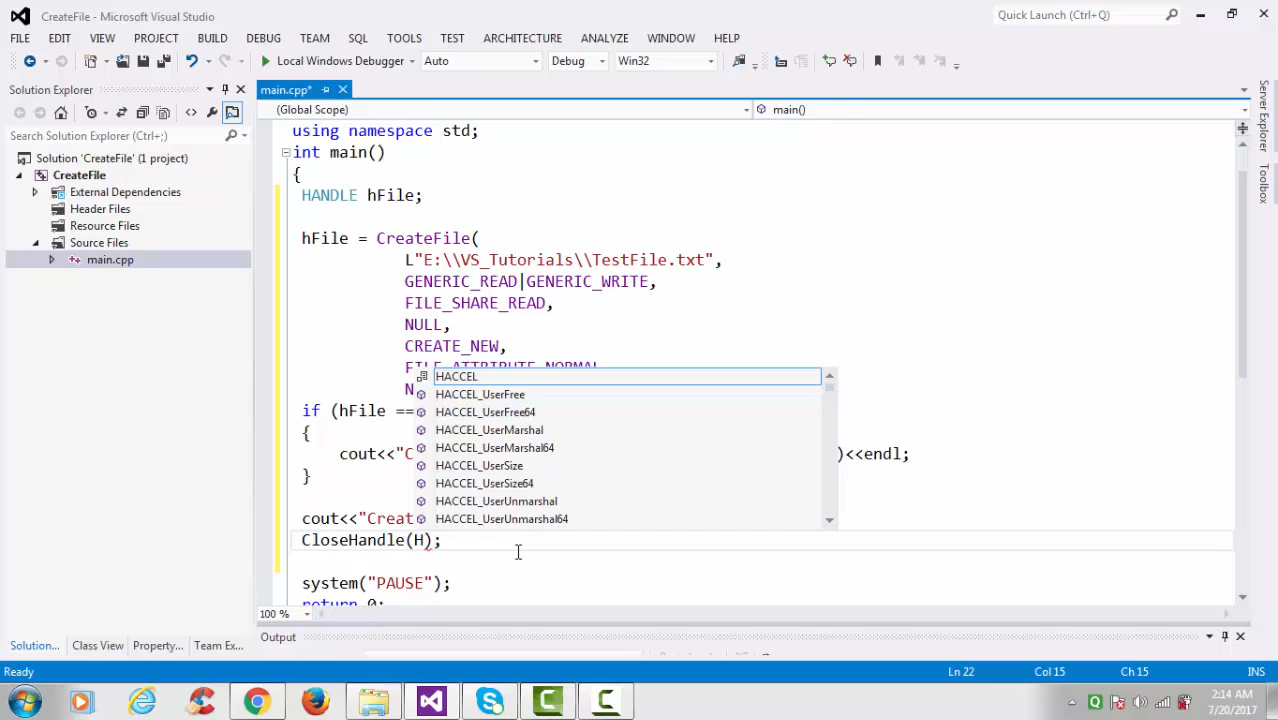 CreateFile - Microsoft Visual Studio
Quick Launch (Ctrl+Q)
FILE EDIT VIEW PROJECT BUILD DEBUG TEAM SQL TOOLS TEST ARCHITECTURE ANALYZE WINDOW HELP
Local Windows Debugger Auto Debug Win32
Solution Explorer
main.cpp*
(Global Scope) main()
Search Solution Explorer (Ctrl+;)
Solution 'CreateFile' (1 project)
CreateFile
External Dependencies
Header Files
Resource Files
Source Files
main.cpp
using namespace std;
int main()
{
HANDLE hFile;
hFile = CreateFile(
L"E:\\VS_Tutorials\\TestFile.txt",
GENERIC_READ|GENERIC_WRITE,
FILE_SHARE_READ,
NULL,
CREATE_NEW,
FILE_ATTRIBUTE_NORMAL
N
if (hFile ==
{
cout<<"C )<<endl;
}
cout<<"Creat
CloseHandle(H);
system("PAUSE");
return 0;
HACCEL
HACCEL_UserFree
HACCEL_UserFree64
HACCEL_UserMarshal
HACCEL_UserMarshal64
HACCEL_UserSize
HACCEL_UserSize64
HACCEL_UserUnmarshal
HACCEL_UserUnmarshal64
Server Explorer
Toolbox
100 %
Output
Solution... Class View Property... Team Ex...
Ready Ln 22 Col 15 Ch 15 INS
2:14 AM
7/20/2017